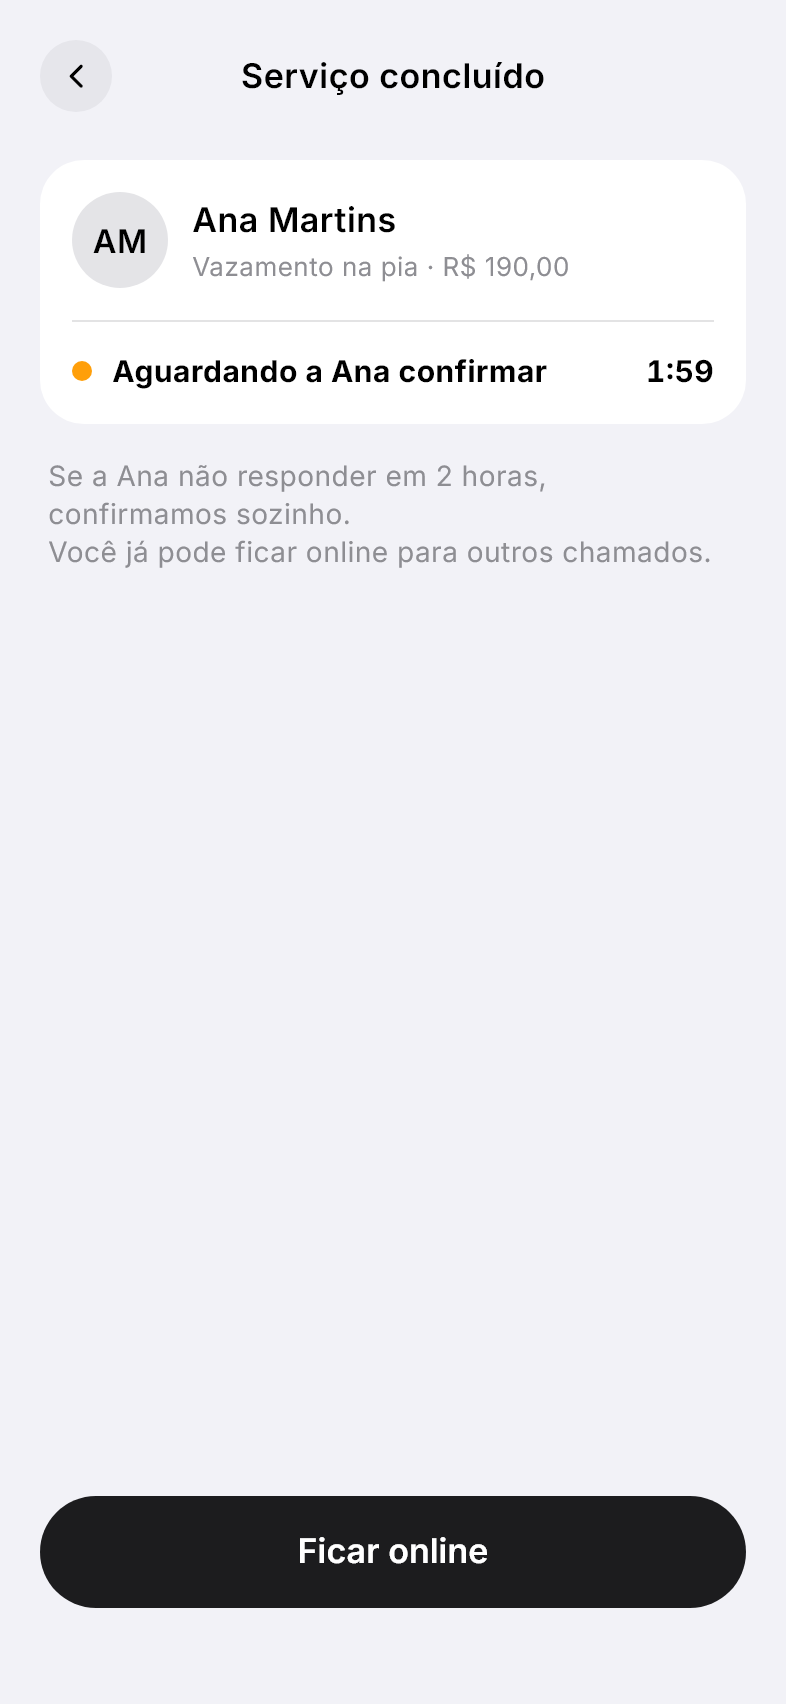 Serviço concluído
AM
Ana Martins
Vazamento na pia · R$ 190,00
Aguardando a Ana confirmar 1:59
Se a Ana não responder em 2 horas,
confirmamos sozinho.
Você já pode ficar online para outros chamados.
Ficar online